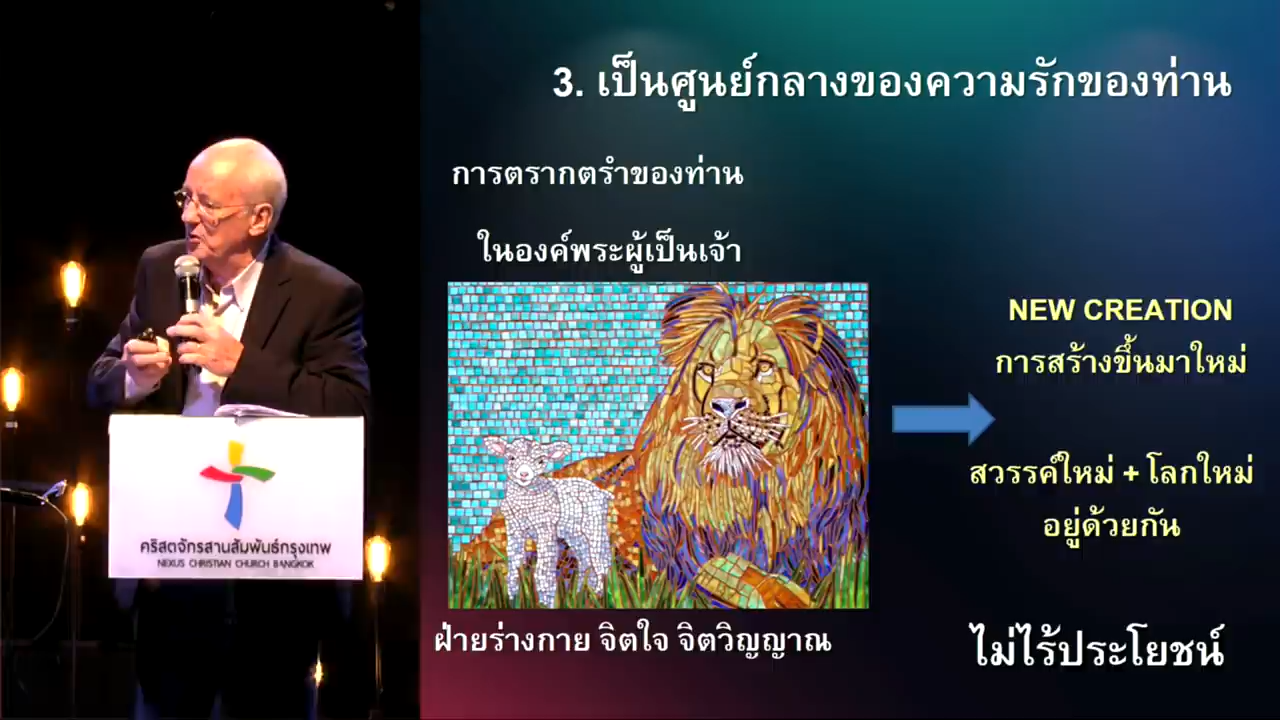 3. เป็นศูนย์กลางของความรักของท่าน
การตรากตรำของท่าน
ในองค์พระผู้เป็นเจ้า
NEW CREATION
การสร้างขึ้นมาใหม่
สวรรค์ใหม่ + โลกใหม่
อยู่ด้วยกัน
ฝ่ายร่างกาย จิตใจ จิตวิญญาณ
ไม่ไร้ประโยชน์
คริสตจักรสานสัมพันธ์กรุงเทพ
NEXUS CHRISTIAN CHURCH BANGKOK